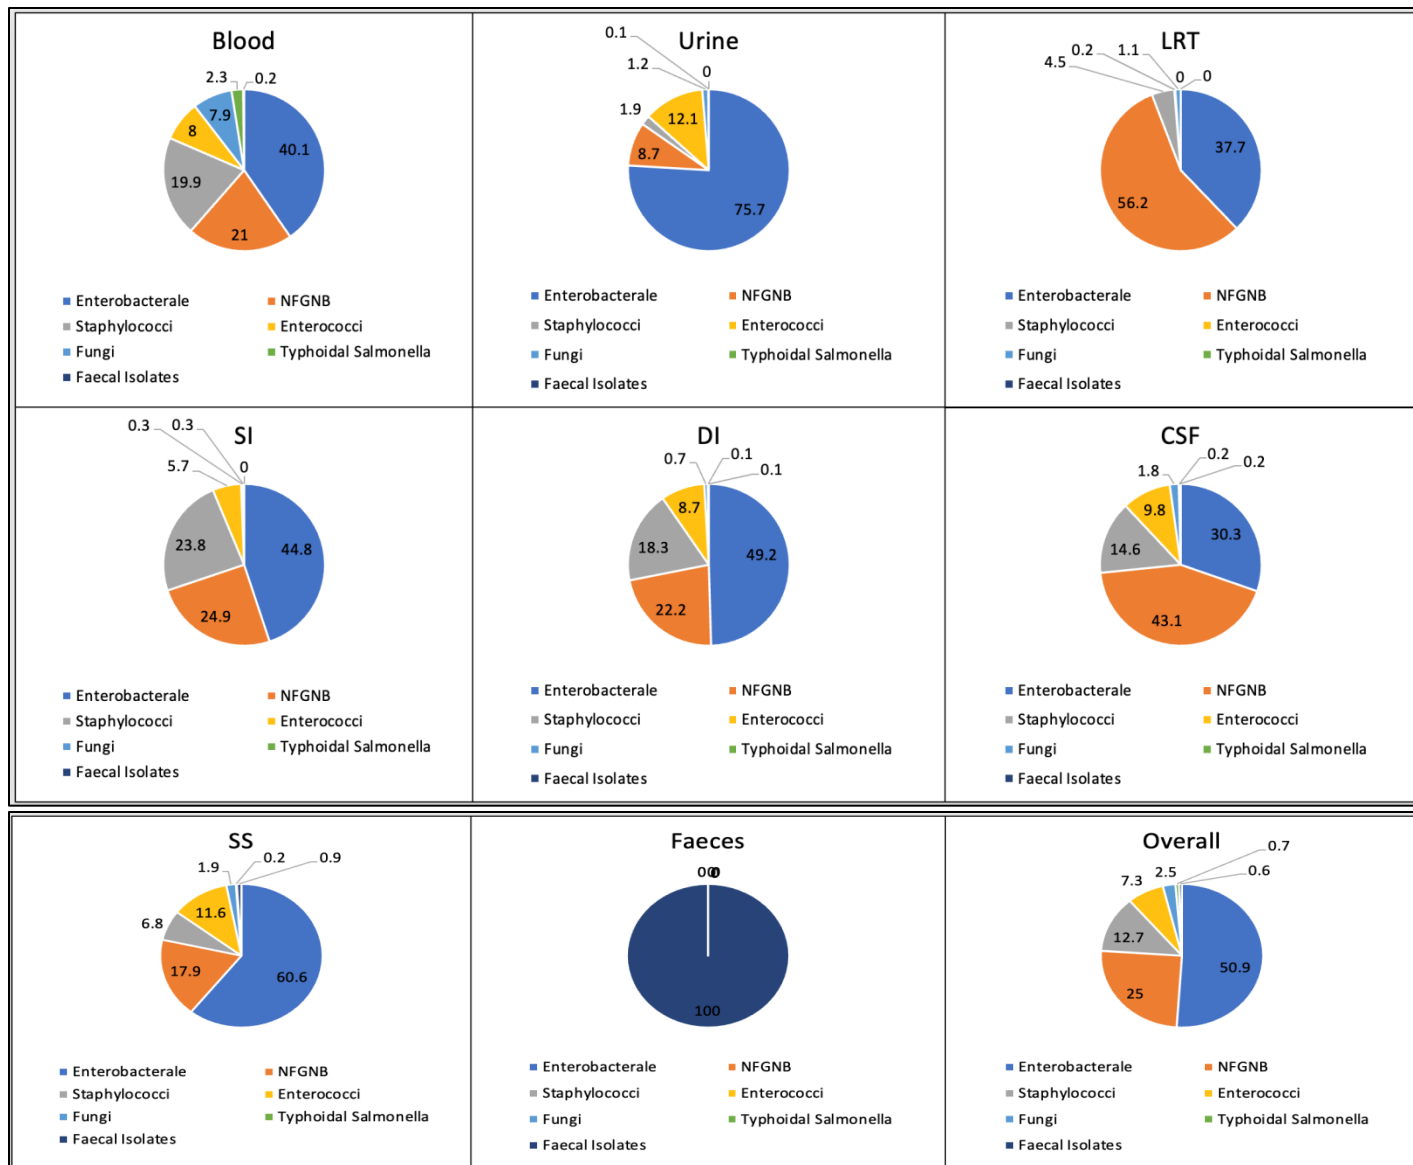 Blood
2.3 0.2
7.9
8
40.1
19.9
21
Enterobacterale NFGNB
Staphylococci Enterococci
Fungi Typhoidal Salmonella
Faecal Isolates
Urine
0.1
1.2 0
1.9
12.1
8.7
75.7
Enterobacterale NFGNB
Staphylococci Enterococci
Fungi Typhoidal Salmonella
Faecal Isolates
LRT
0.2 1.1
4.5 0 0
37.7
56.2
Enterobacterale NFGNB
Staphylococci Enterococci
Fungi Typhoidal Salmonella
Faecal Isolates
SI
0.3 0.3
5.7 0
23.8 44.8
24.9
Enterobacterale NFGNB
Staphylococci Enterococci
Fungi Typhoidal Salmonella
Faecal Isolates
DI
0.7 0.1
0.1
8.7
18.3 49.2
22.2
Enterobacterale NFGNB
Staphylococci Enterococci
Fungi Typhoidal Salmonella
Faecal Isolates
CSF
1.8 0.2
0.2
9.8
30.3
14.6
43.1
Enterobacterale NFGNB
Staphylococci Enterococci
Fungi Typhoidal Salmonella
Faecal Isolates
SS
1.9 0.2 0.9
11.6
6.8
17.9 60.6
Enterobacterale NFGNB
Staphylococci Enterococci
Fungi Typhoidal Salmonella
Faecal Isolates
Faeces
0 0
100
Enterobacterale NFGNB
Staphylococci Enterococci
Fungi Typhoidal Salmonella
Faecal Isolates
Overall
0.7
7.3 2.5 0.6
12.7
50.9
25
Enterobacterale NFGNB
Staphylococci Enterococci
Fungi Typhoidal Salmonella
Faecal Isolates